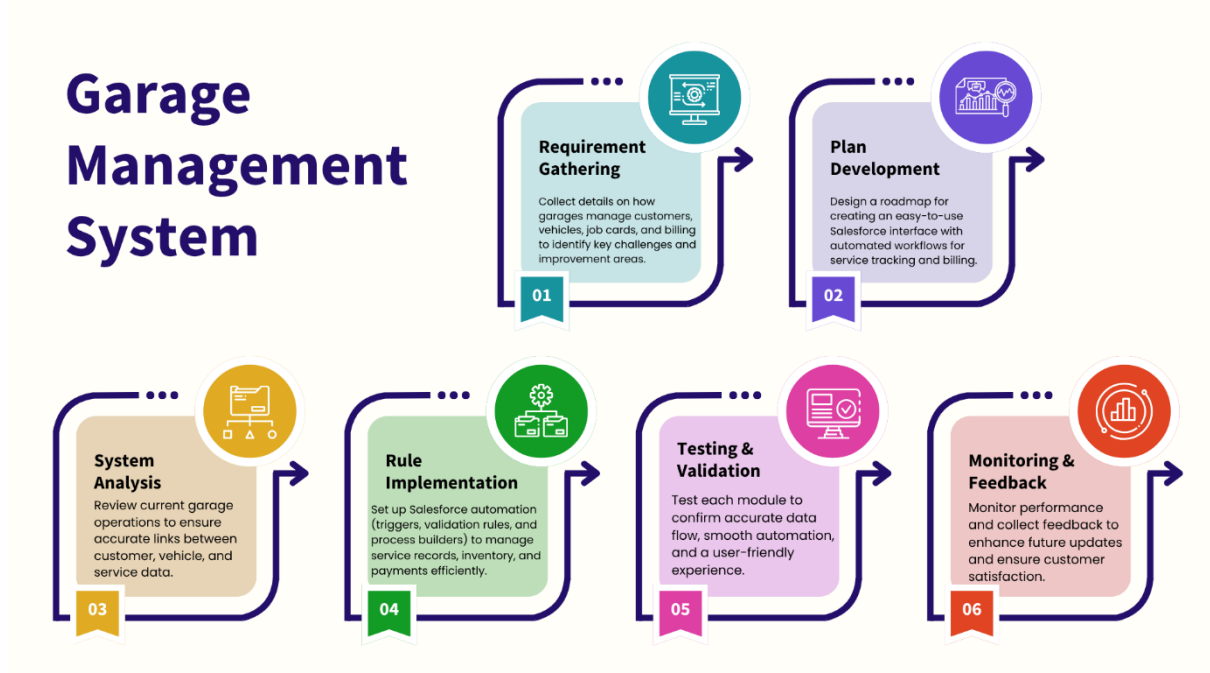 Garage
Management
System
Requirement
Gathering
Collect details on how
garages manage customers,
vehicles, job cards, and billing
to identify key challenges and
improvement areas.
01
Plan
Development
Design a roadmap for
creating an easy-to-use
Salesforce interface with
automated workflows for
service tracking and billing.
02
System
Analysis
Review current garage
operations to ensure
accurate links between
customer, vehicle, and
service data.
03
Rule
Implementation
Set up Salesforce automation
(triggers, validation rules, and
process builders) to manage
service records, inventory, and
payments efficiently.
04
Testing &
Validation
Test each module to
confirm accurate data
flow, smooth automation,
and a user-friendly
experience.
05
Monitoring &
Feedback
Monitor performance
and collect feedback to
enhance future updates
and ensure customer
satisfaction.
06